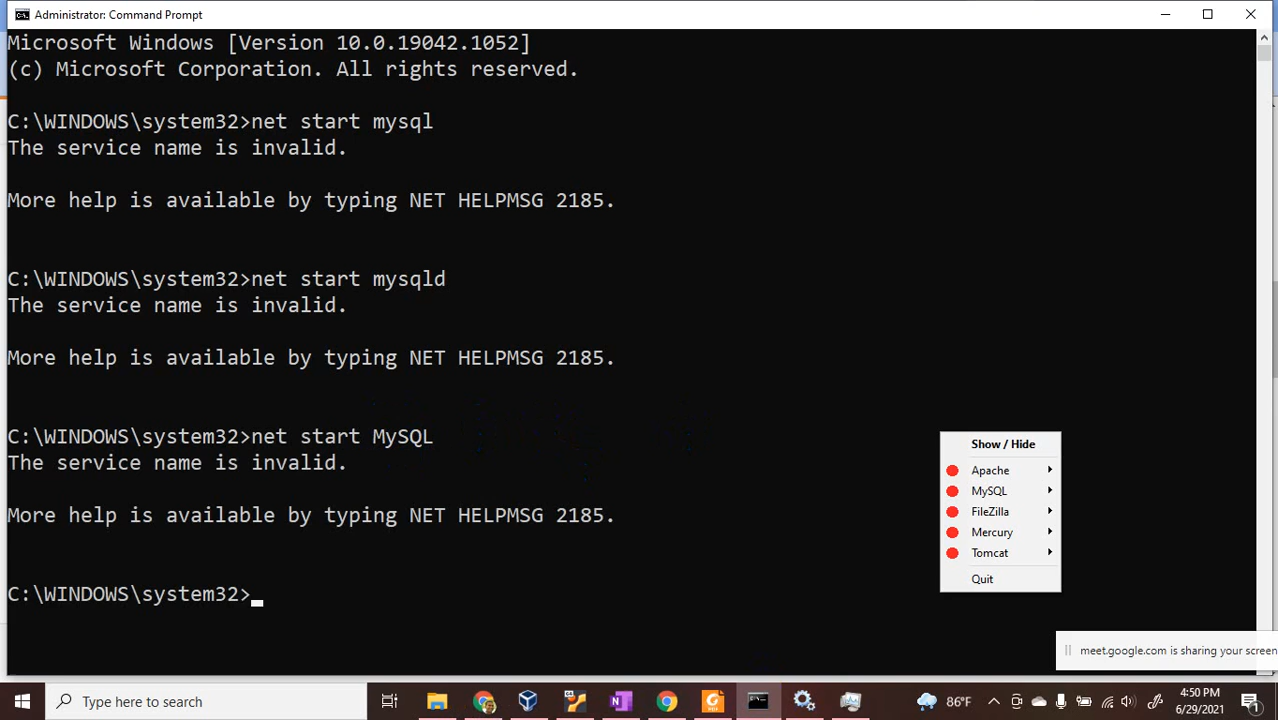 Administrator: Command Prompt
Microsoft Windows [Version 10.0.19042.1052]
(c) Microsoft Corporation. All rights reserved.
C:\WINDOWS\system32>net start mysql
The service name is invalid.
More help is available by typing NET HELPMSG 2185.
C:\WINDOWS\system32>net start mysqld
The service name is invalid.
More help is available by typing NET HELPMSG 2185.
C:\WINDOWS\system32>net start MySQL
The service name is invalid.
More help is available by typing NET HELPMSG 2185.
C:\WINDOWS\system32>
Show / Hide
Apache
MySQL
FileZilla
Mercury
Tomcat
Quit
meet.google.com is sharing your screen
Type here to search
86°F
4:50 PM
6/29/2021
1